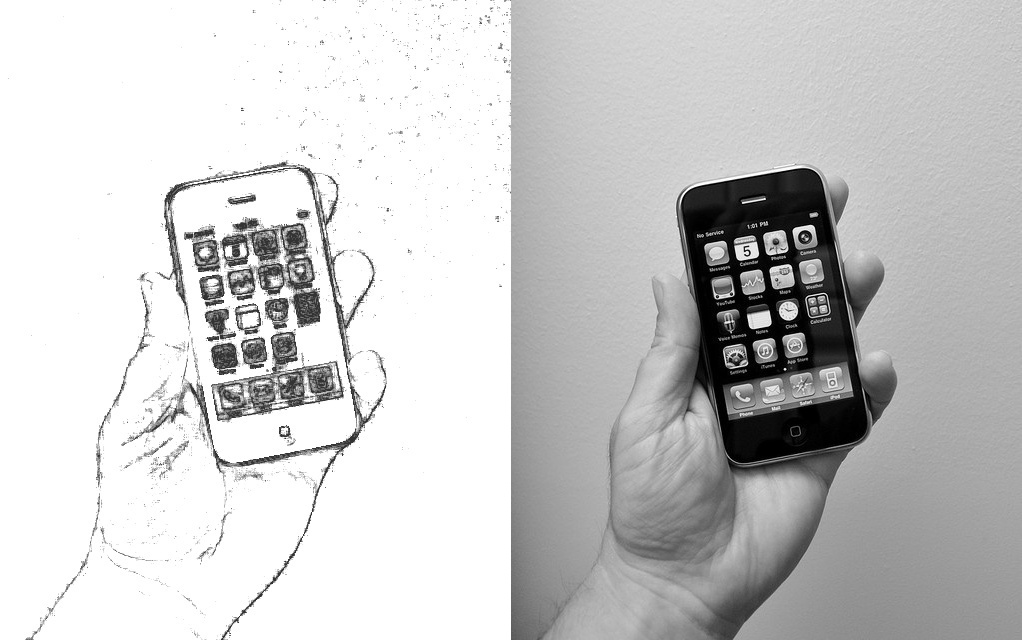 No Service 1:01 PM
5
Messages Calendar Photos Camera
YouTube Stocks Maps Weather
Voice Memos Notes Clock Calculator
Settings iTunes App Store
Phone Mail Safari iPod